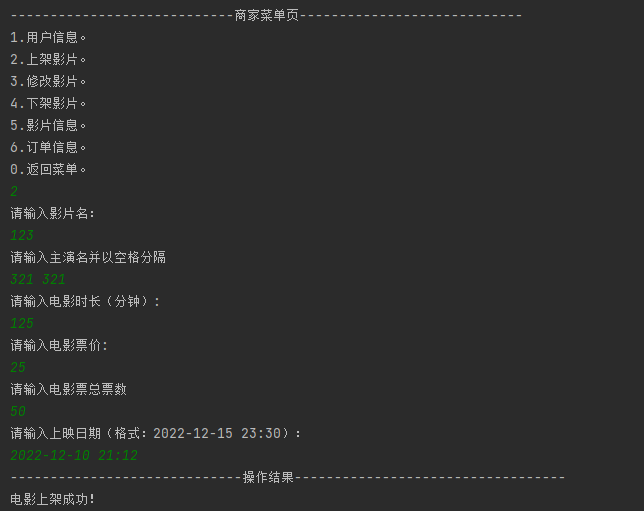 ----------------------------商家菜单页----------------------------
1.用户信息。
2.上架影片。
3.修改影片。
4.下架影片。
5.影片信息。
6.订单信息。
0.返回菜单。
2
请输入影片名：
123
请输入主演名并以空格分隔
321 321
请输入电影时长（分钟）：
125
请输入电影票价：
25
请输入电影票总票数
50
请输入上映日期（格式：2022-12-15 23:30）：
2022-12-10 21:12
-----------------------------操作结果----------------------------------
电影上架成功！